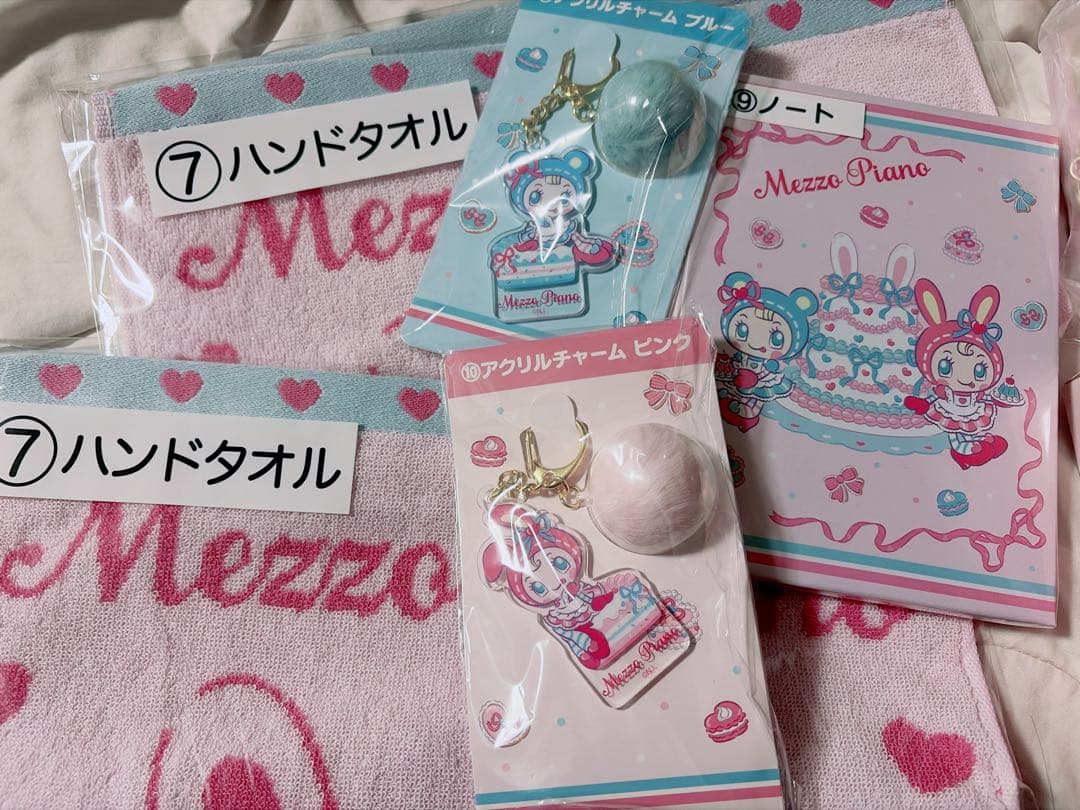 ⑦ハンドタオル
Mez
アクリルチャーム ブルー
Mezzo Piano
⑨ノート
Mezzo Piano
⑦ハンドタオル
Mezzo
⑩アクリルチャーム ピンク
Mezzo Piano